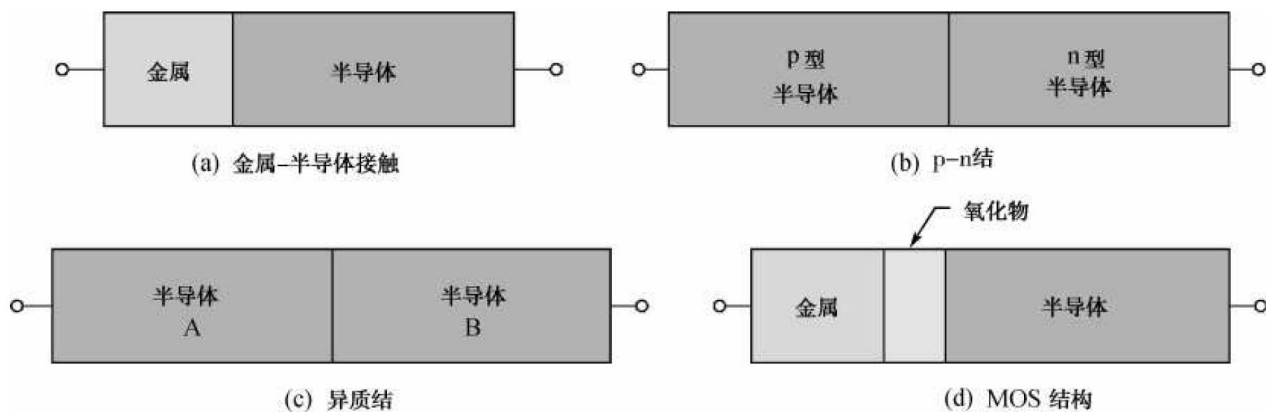 金属
半导体
p型
半导体
n型
半导体
(a) 金属-半导体接触
(b) p-n结
氧化物
半导体
A
半导体
B
金属
半导体
(c) 异质结
(d) MOS 结构